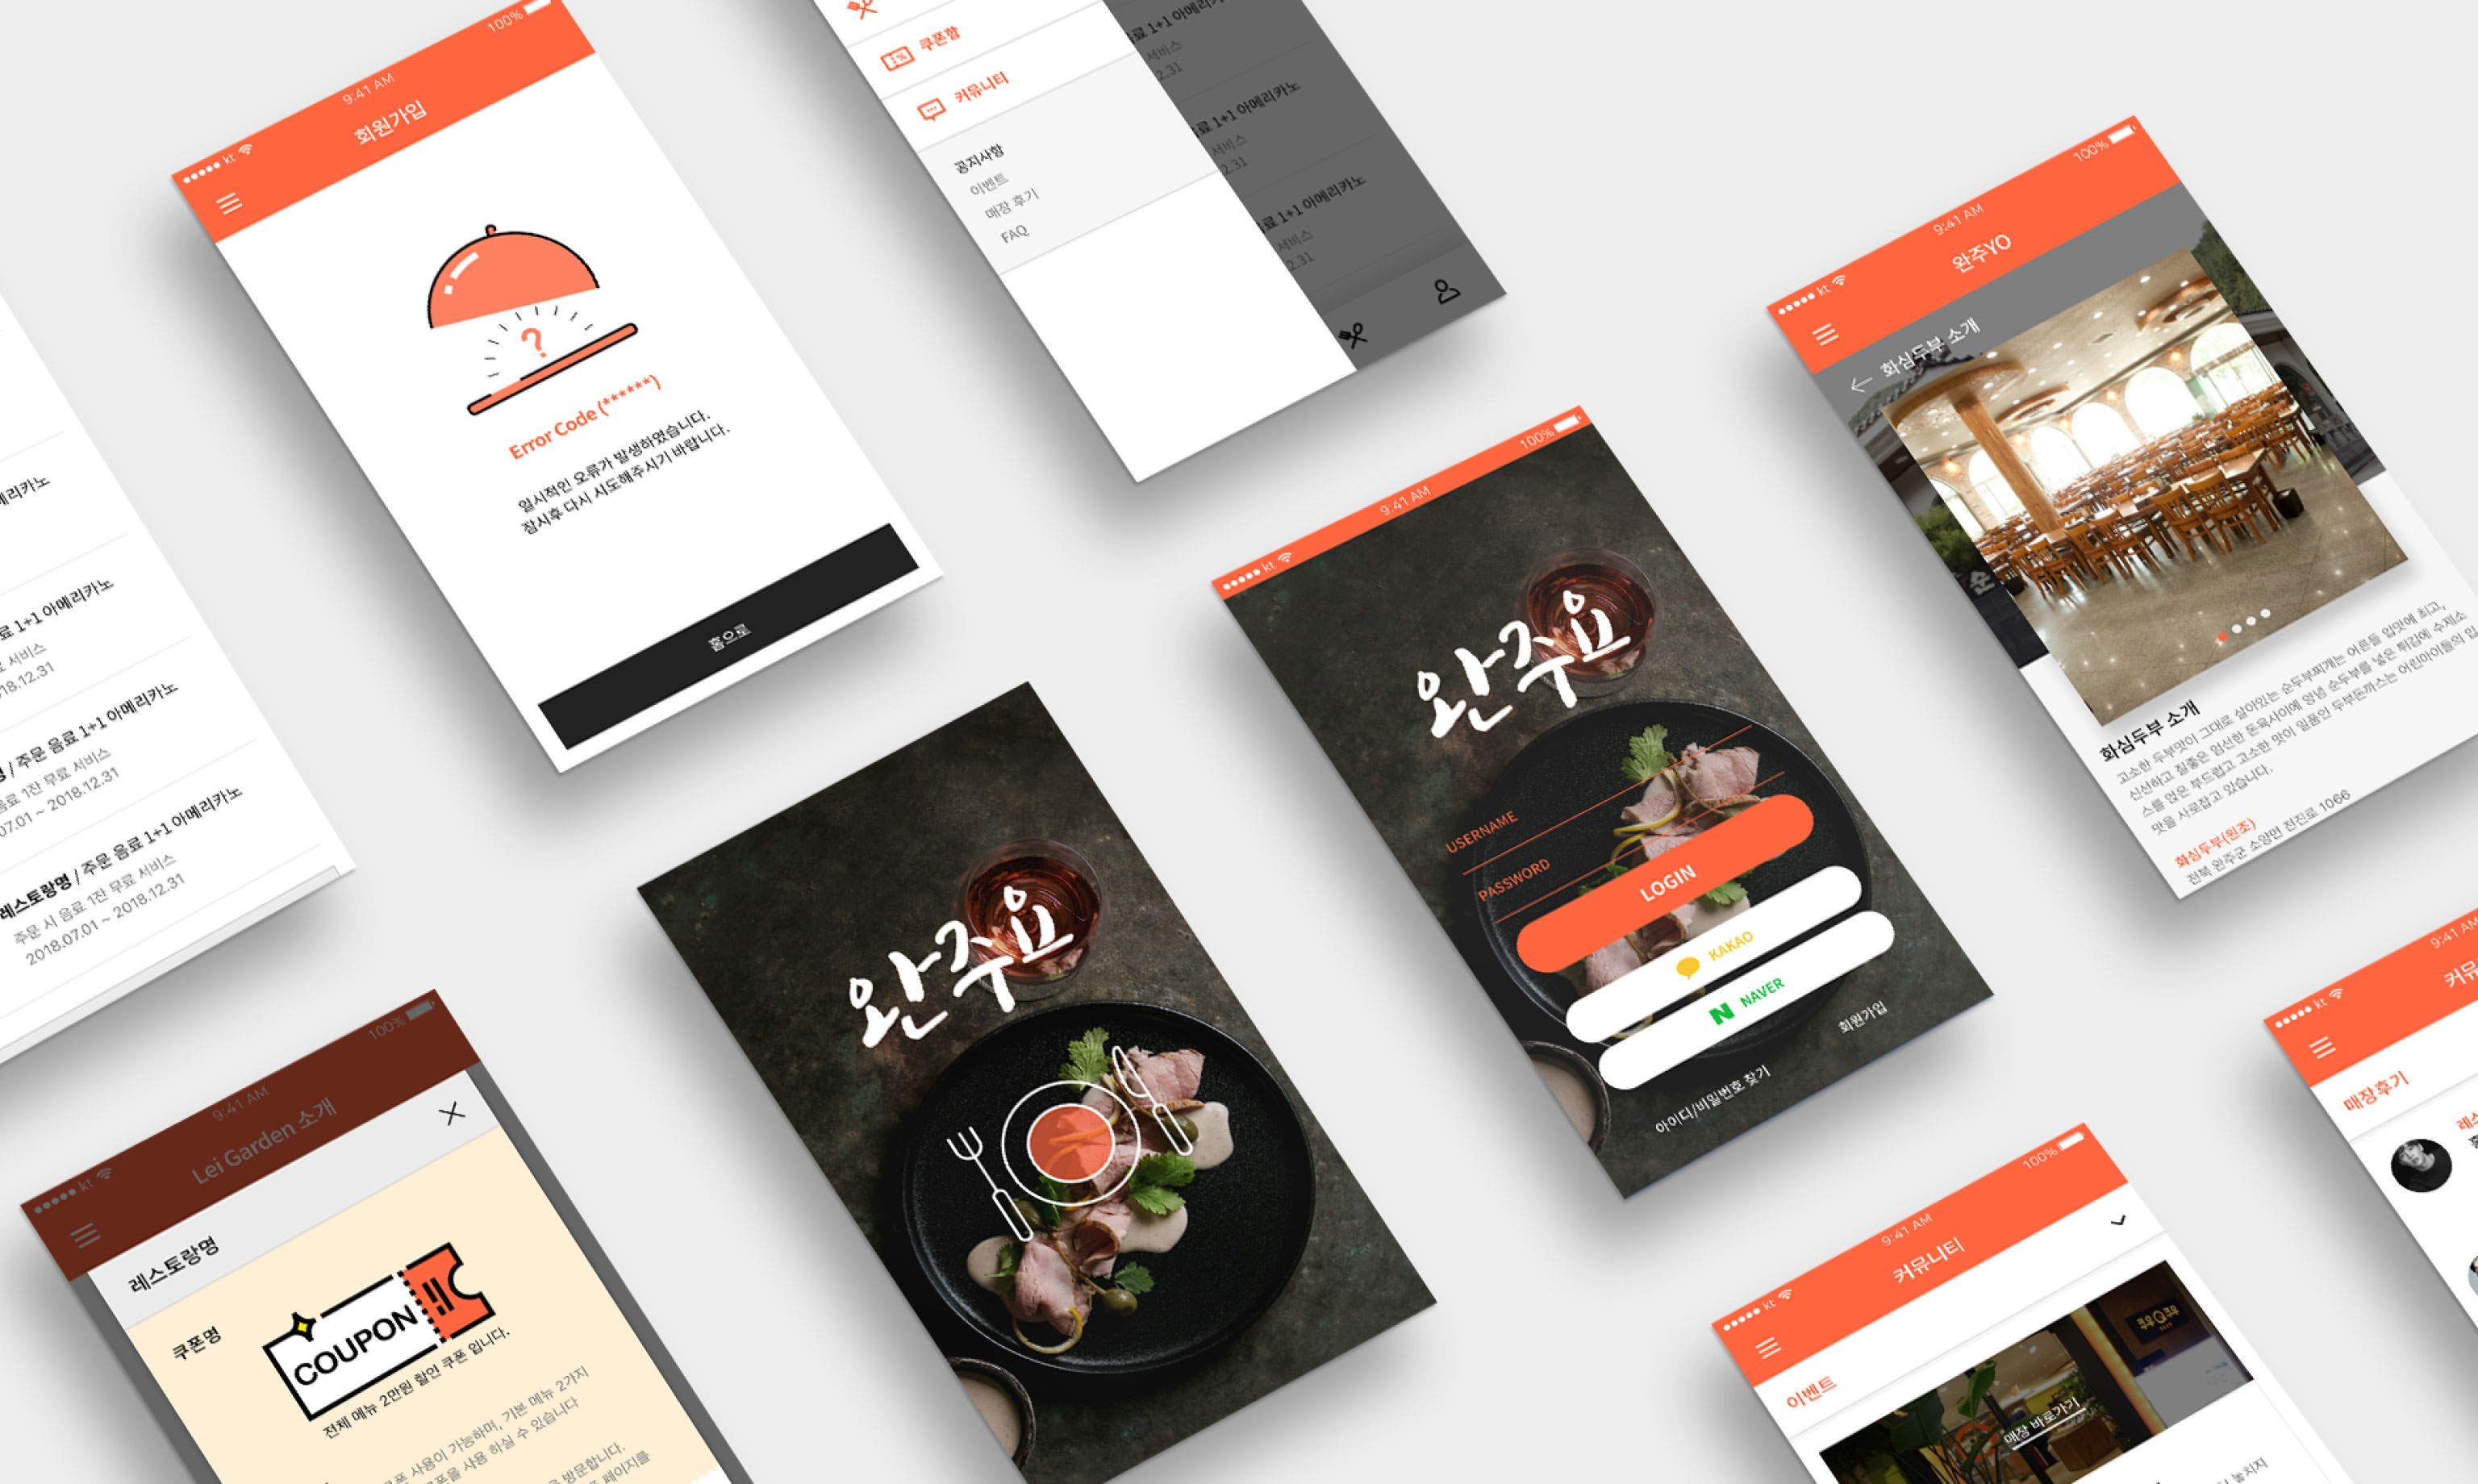 100%
9:41 AM
kt
회원가입
Error Code (******)
일시적인 오류가 발생하였습니다.
잠시후 다시 시도해주시기 바랍니다.
홈으로
쿠폰함
커뮤니티
공지사항
이벤트
매장 후기
FAQ
료 1+1 아메리카노
서비스
2.31
료 1+1 아메리카노
서비스
2.31
료 1+1 아메리카노
서비스
2.31
100%
9:41 AM
kt
완주YO
화심두부 소개
순
화심두부 소개
고소한 두부맛이 그대로 살아있는 순두부찌개는 어른들 입맛에 최고,
신선하고 질좋은 엄선한 돈육사이에 양념 순두부를 넣은 튀김에 수제소
스를 얹은 부드럽고 고소한 맛이 일품인 두부돈까스는 어린아이들의 입
맛을 사로잡고 있습니다.
화심두부(원조)
전북 완주군 소양면 전진로 1066
메리카노
료 1+1 아메리카노
료 서비스
18.12.31
명 / 주문 음료 1+1 아메리카노
음료 1잔 무료 서비스
07.01 ~ 2018.12.31
레스토랑명 / 주문 음료 1+1 아메리카노
주문 시 음료 1잔 무료 서비스
2018.07.01 ~ 2018.12.31
100%
9:41 AM
kt
완주요
USERNAME
PASSWORD
LOGIN
KAKAO
NAVER
회원가입
아이디/비밀번호 찾기
완주요
100%
9:41 AM
kt
Lei Garden 소개
레스토랑명
쿠폰명
COUPON
전체 메뉴 2만원 할인 쿠폰 입니다.
쿠폰 사용이 가능하며, 기본 메뉴 2가지
쿠폰을 사용 하실 수 있습니다
방문합니다.
페이지를
100%
9:41 AM
kt
커뮤니티
이벤트
쿠우쿠우
매장 바로가기
놓치지
9:41 AM
kt
커뮤
매장후기
레스